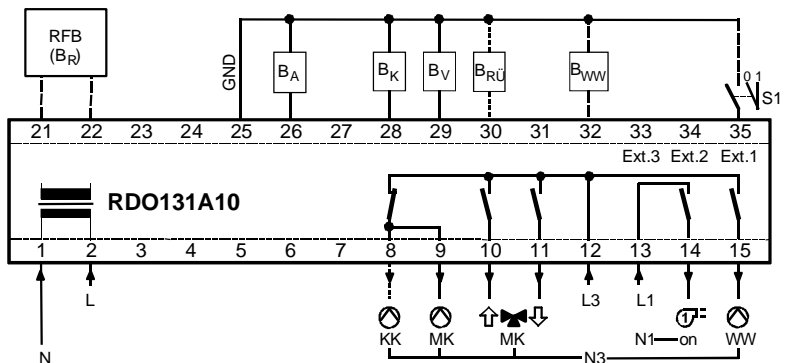 RFB
(BR)
GND
BA
BK
BV
BRÜ
BWW
0 1
S1
21 22 23 24 25 26 27 28 29 30 31 32 33 34 35
Ext.3 Ext.2 Ext.1
RDO131A10
1 2 3 4 5 6 7 8 9 10 11 12 13 14 15
L L3 L1
1
KK MK MK N1 on WW
N N3